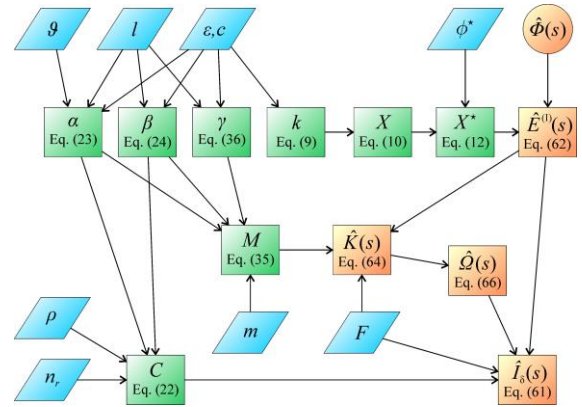 ϑ
l
ε,c
ϕ*
Φ̂(s)
α
Eq. (23)
β
Eq. (24)
γ
Eq. (36)
k
Eq. (9)
X
Eq. (10)
X*
Eq. (12)
Ê⁽ˡ⁾(s)
Eq. (62)
M
Eq. (35)
K̂(s)
Eq. (64)
Ω̂(s)
Eq. (66)
ρ
m
F
n_r
C
Eq. (22)
Î_δ(s)
Eq. (61)